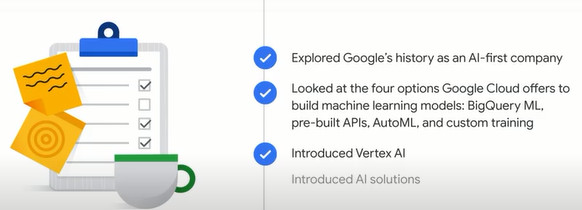 Explored Google's history as an AI-first company
Looked at the four options Google Cloud offers to
build machine learning models: BigQuery ML,
pre-built APIs, AutoML, and custom training
Introduced Vertex AI
Introduced AI solutions